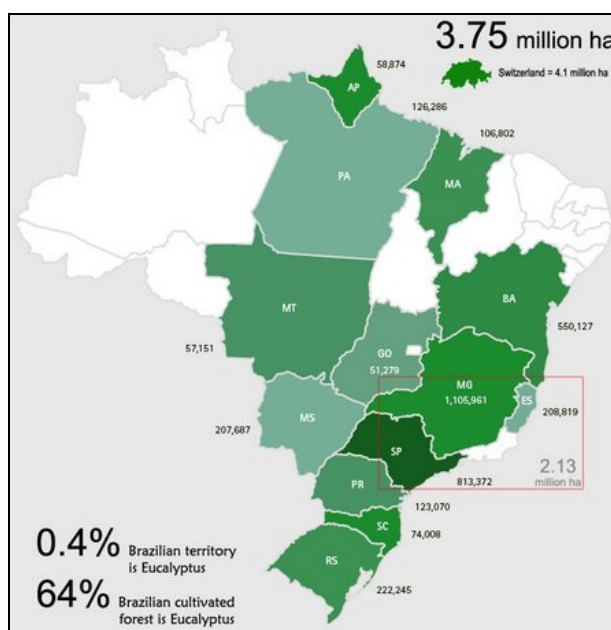 3.75 million ha
Switzerland = 4.1 million ha
58,874
AP
126,286
106,802
PA
MA
MT
BA
550,127
57,151
GO
51,279
MG
1,105,961
ES
208,819
207,687
MS
SP
2.13
million ha
813,372
PR
123,070
SC
74,008
RS
222,245
0.4% Brazilian territory
is Eucalyptus
64% Brazilian cultivated
forest is Eucalyptus